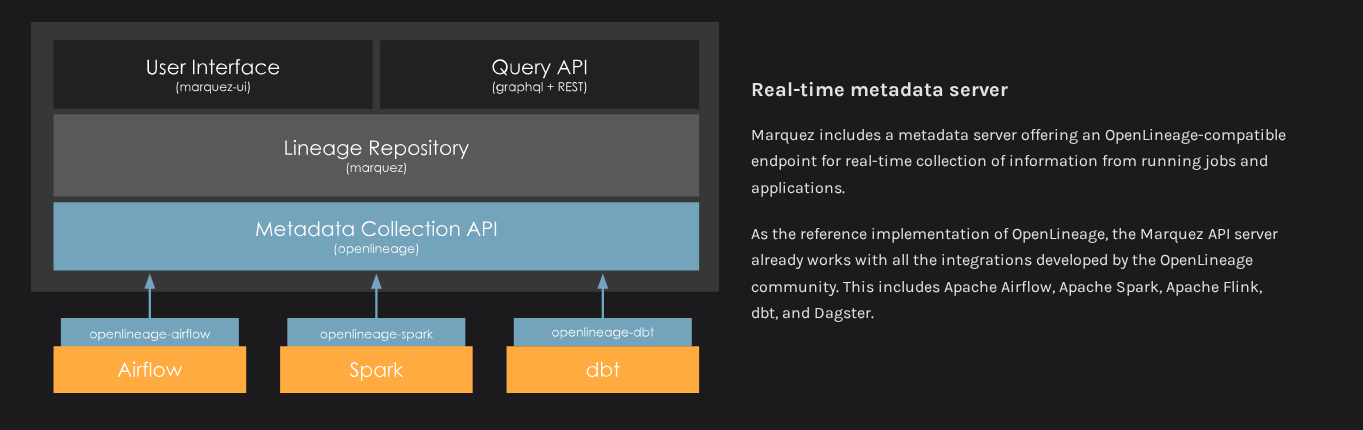 User Interface
(marquez-ui)
Query API
(graphql + REST)
Lineage Repository
(marquez)
Metadata Collection API
(openlineage)
openlineage-airflow
openlineage-spark
openlineage-dbt
Airflow
Spark
dbt
Real-time metadata server
Marquez includes a metadata server offering an OpenLineage-compatible
endpoint for real-time collection of information from running jobs and
applications.
As the reference implementation of OpenLineage, the Marquez API server
already works with all the integrations developed by the OpenLineage
community. This includes Apache Airflow, Apache Spark, Apache Flink,
dbt, and Dagster.